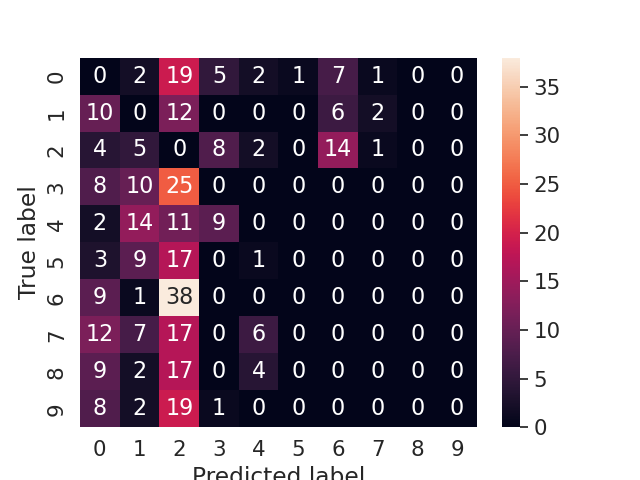 0 0 2 19 5 2 1 7 1 0 0
1 10 0 12 0 0 0 6 2 0 0
2 4 5 0 8 2 0 14 1 0 0
3 8 10 25 0 0 0 0 0 0 0
4 2 14 11 9 0 0 0 0 0 0
5 3 9 17 0 1 0 0 0 0 0
6 9 1 38 0 0 0 0 0 0 0
7 12 7 17 0 6 0 0 0 0 0
8 9 2 17 0 4 0 0 0 0 0
9 8 2 19 1 0 0 0 0 0 0
0 1 2 3 4 5 6 7 8 9
Predicted label
True label
35
30
25
20
15
10
5
0